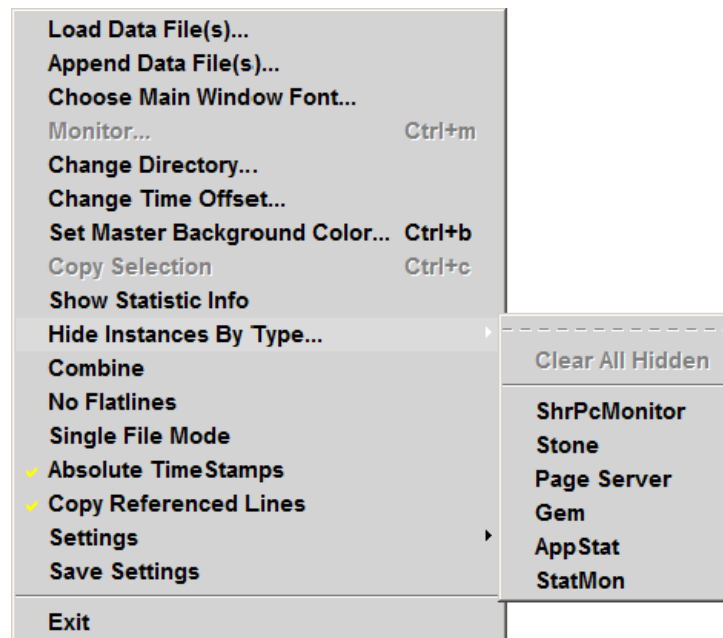 Load Data File(s)...
Append Data File(s)...
Choose Main Window Font...
Monitor... Ctrl+m
Change Directory...
Change Time Offset...
Set Master Background Color... Ctrl+b
Copy Selection Ctrl+c
Show Statistic Info
Hide Instances By Type...
Combine
No Flatlines
Single File Mode
Absolute TimeStamps
Copy Referenced Lines
Settings
Save Settings
Exit
Clear All Hidden
ShrPcMonitor
Stone
Page Server
Gem
AppStat
StatMon